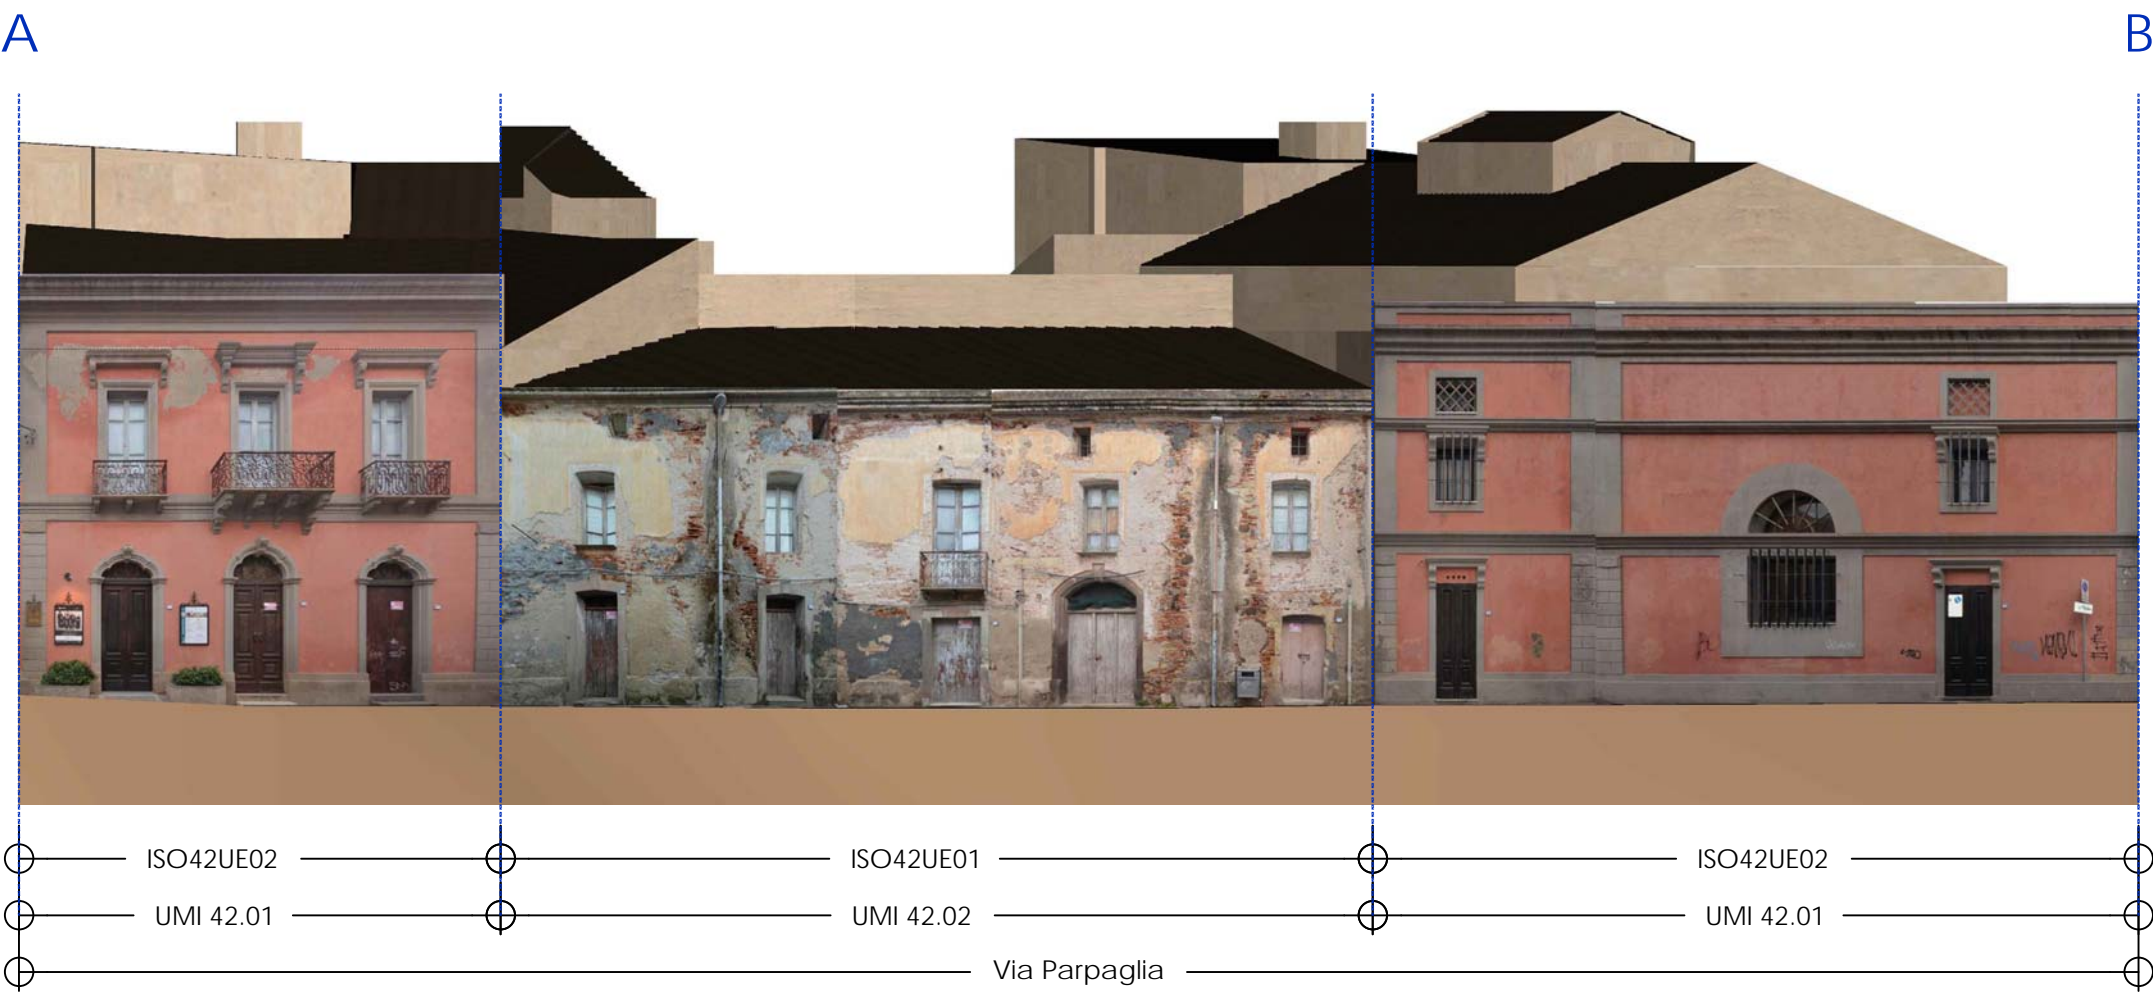 A B
ISO42UE02 ISO42UE01 ISO42UE02
UMI 42.01 UMI 42.02 UMI 42.01
Via Parpaglia